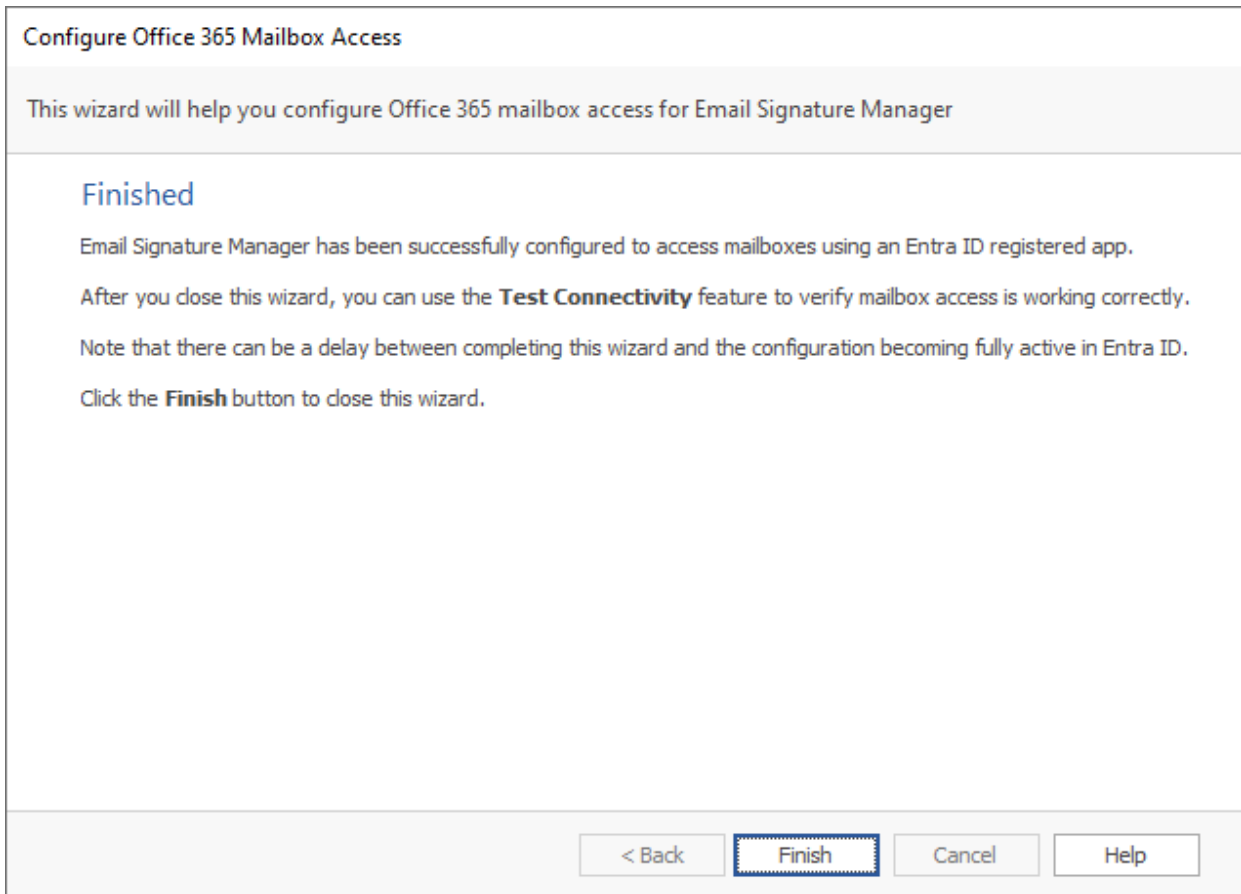 Configure Office 365 Mailbox Access
This wizard will help you configure Office 365 mailbox access for Email Signature Manager
Finished
Email Signature Manager has been successfully configured to access mailboxes using an Entra ID registered app.
After you close this wizard, you can use the Test Connectivity feature to verify mailbox access is working correctly.
Note that there can be a delay between completing this wizard and the configuration becoming fully active in Entra ID.
Click the Finish button to close this wizard.
< Back Finish Cancel Help